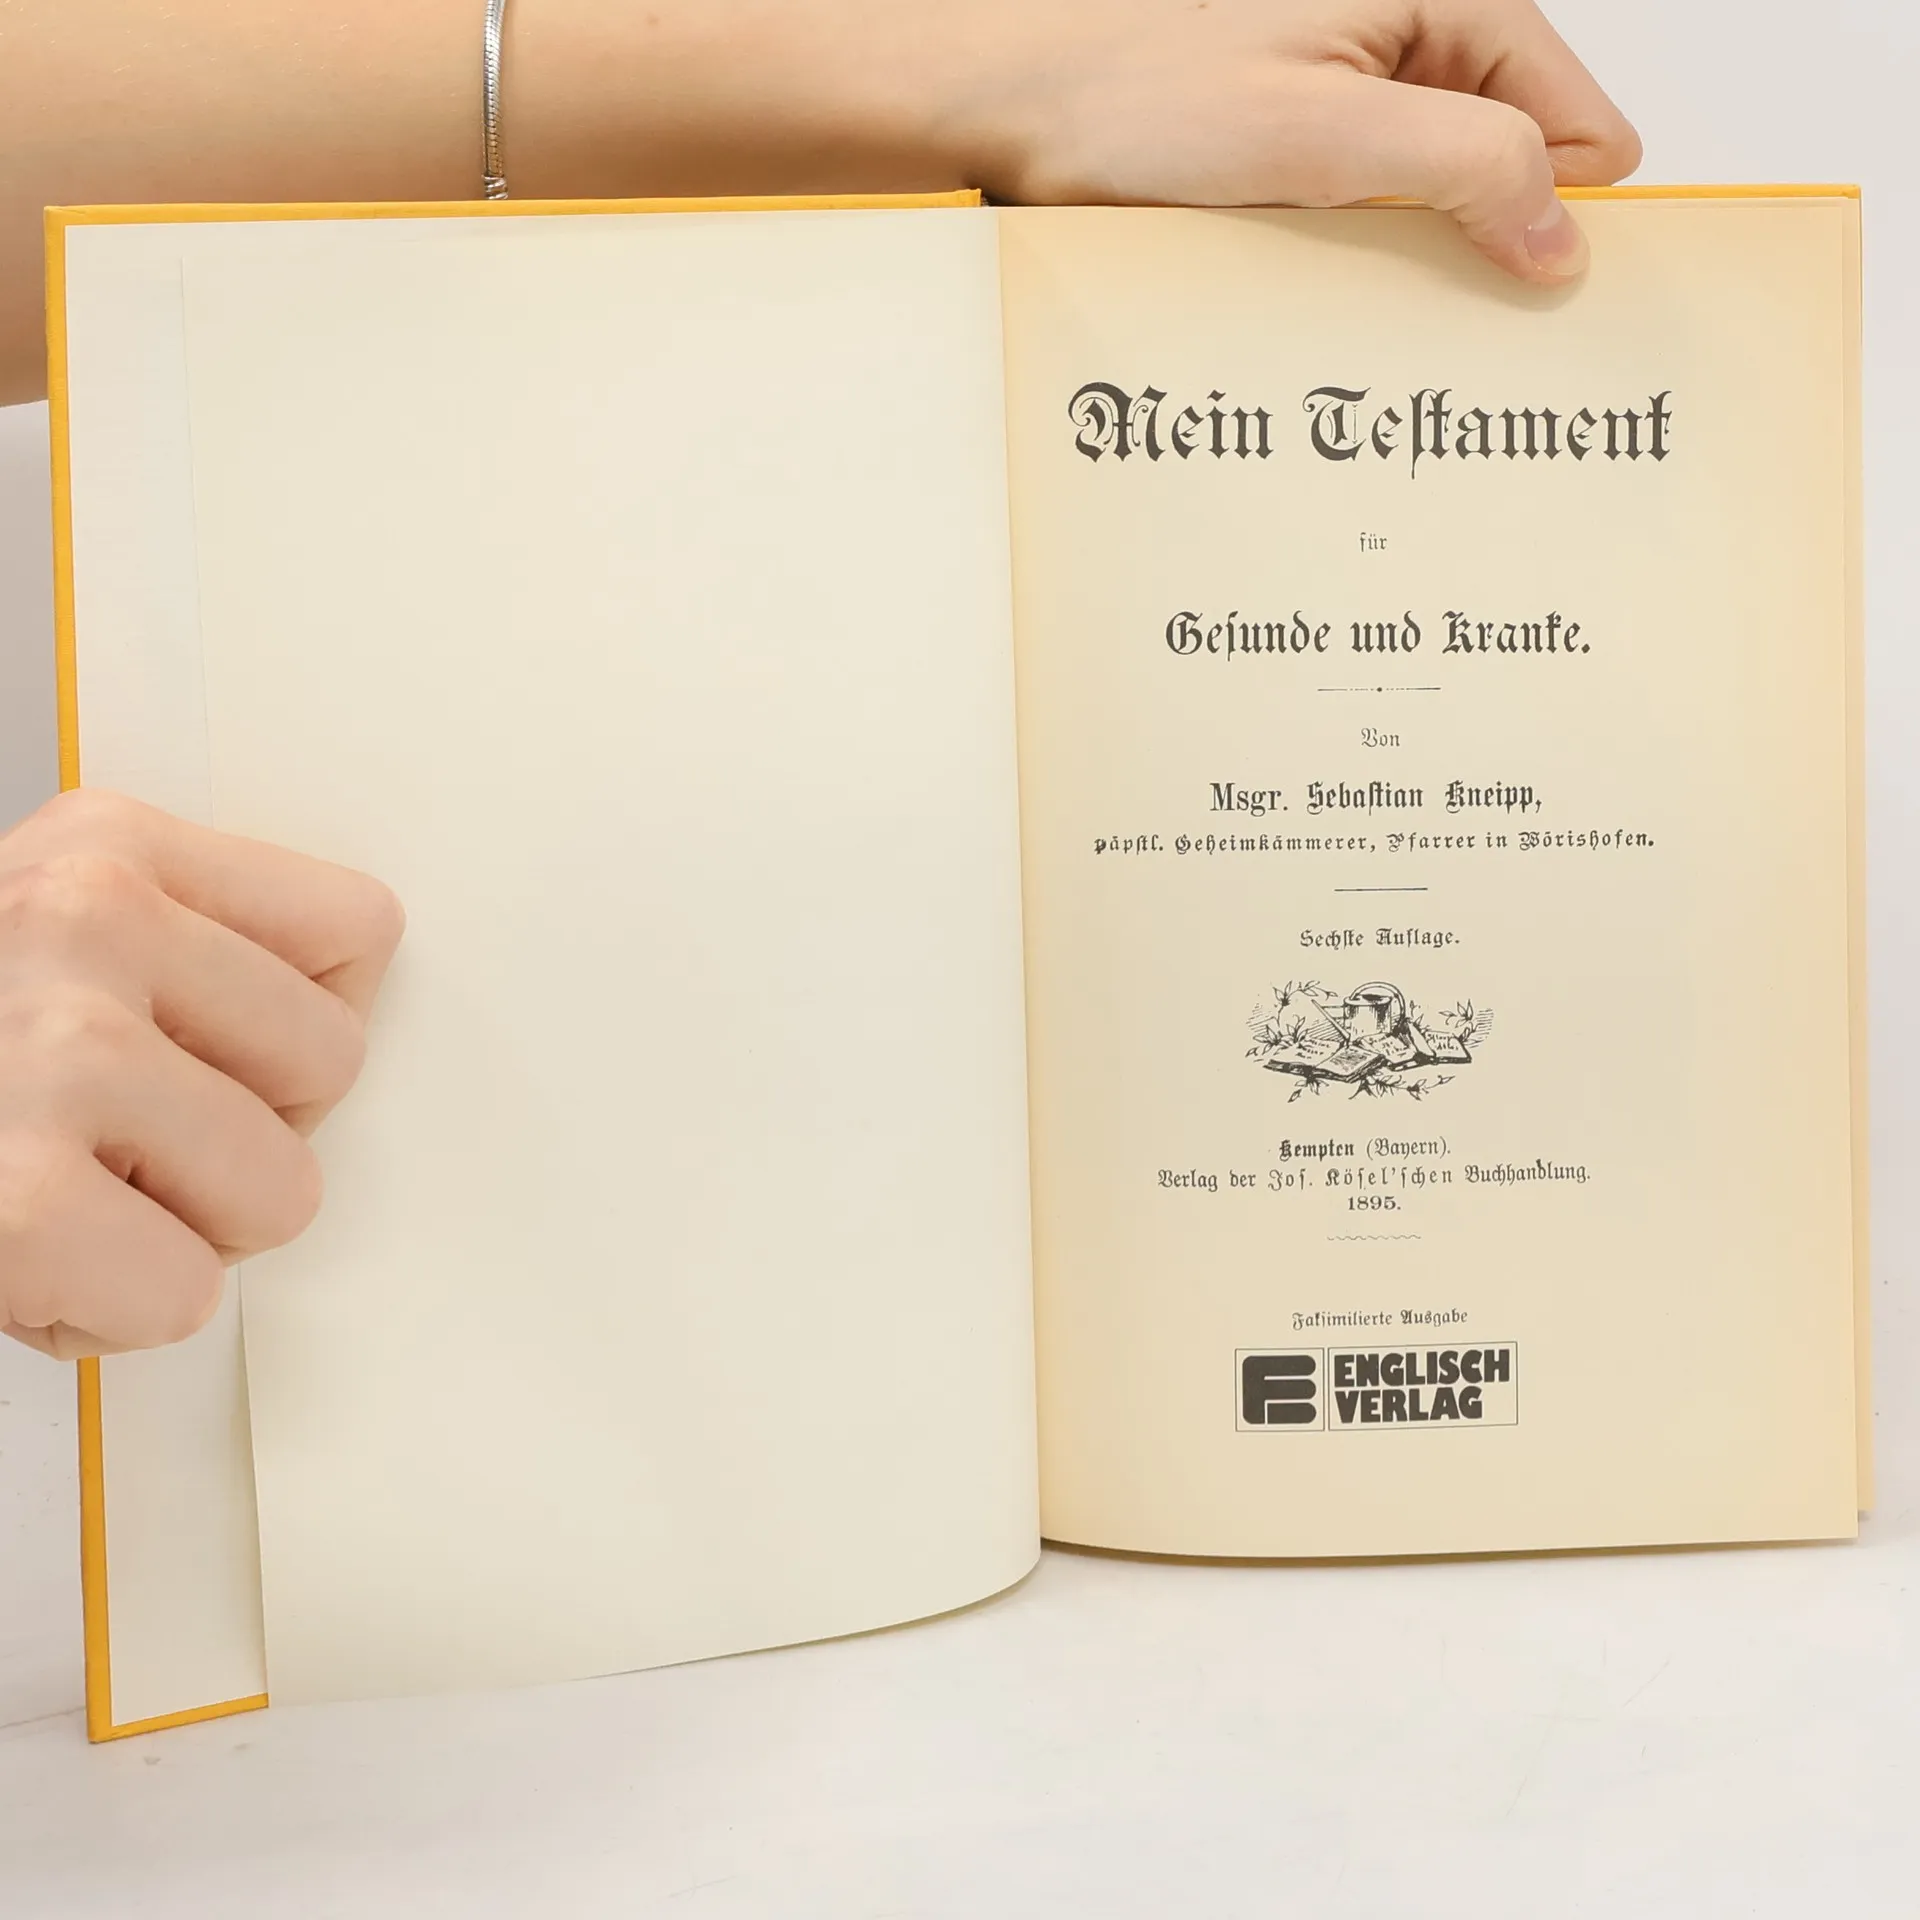 Mein Testament
für
Gesunde und Kranke.
Von
Msgr. Sebastian Kneipp,
päpstl. Geheimkämmerer, Pfarrer in Wörishofen.
Sechste Auflage.
Kempten (Bayern).
Verlag der Jos. Kösel'schen Buchhandlung.
1895.
Faksimilierte Ausgabe
ENGLISCH
VERLAG